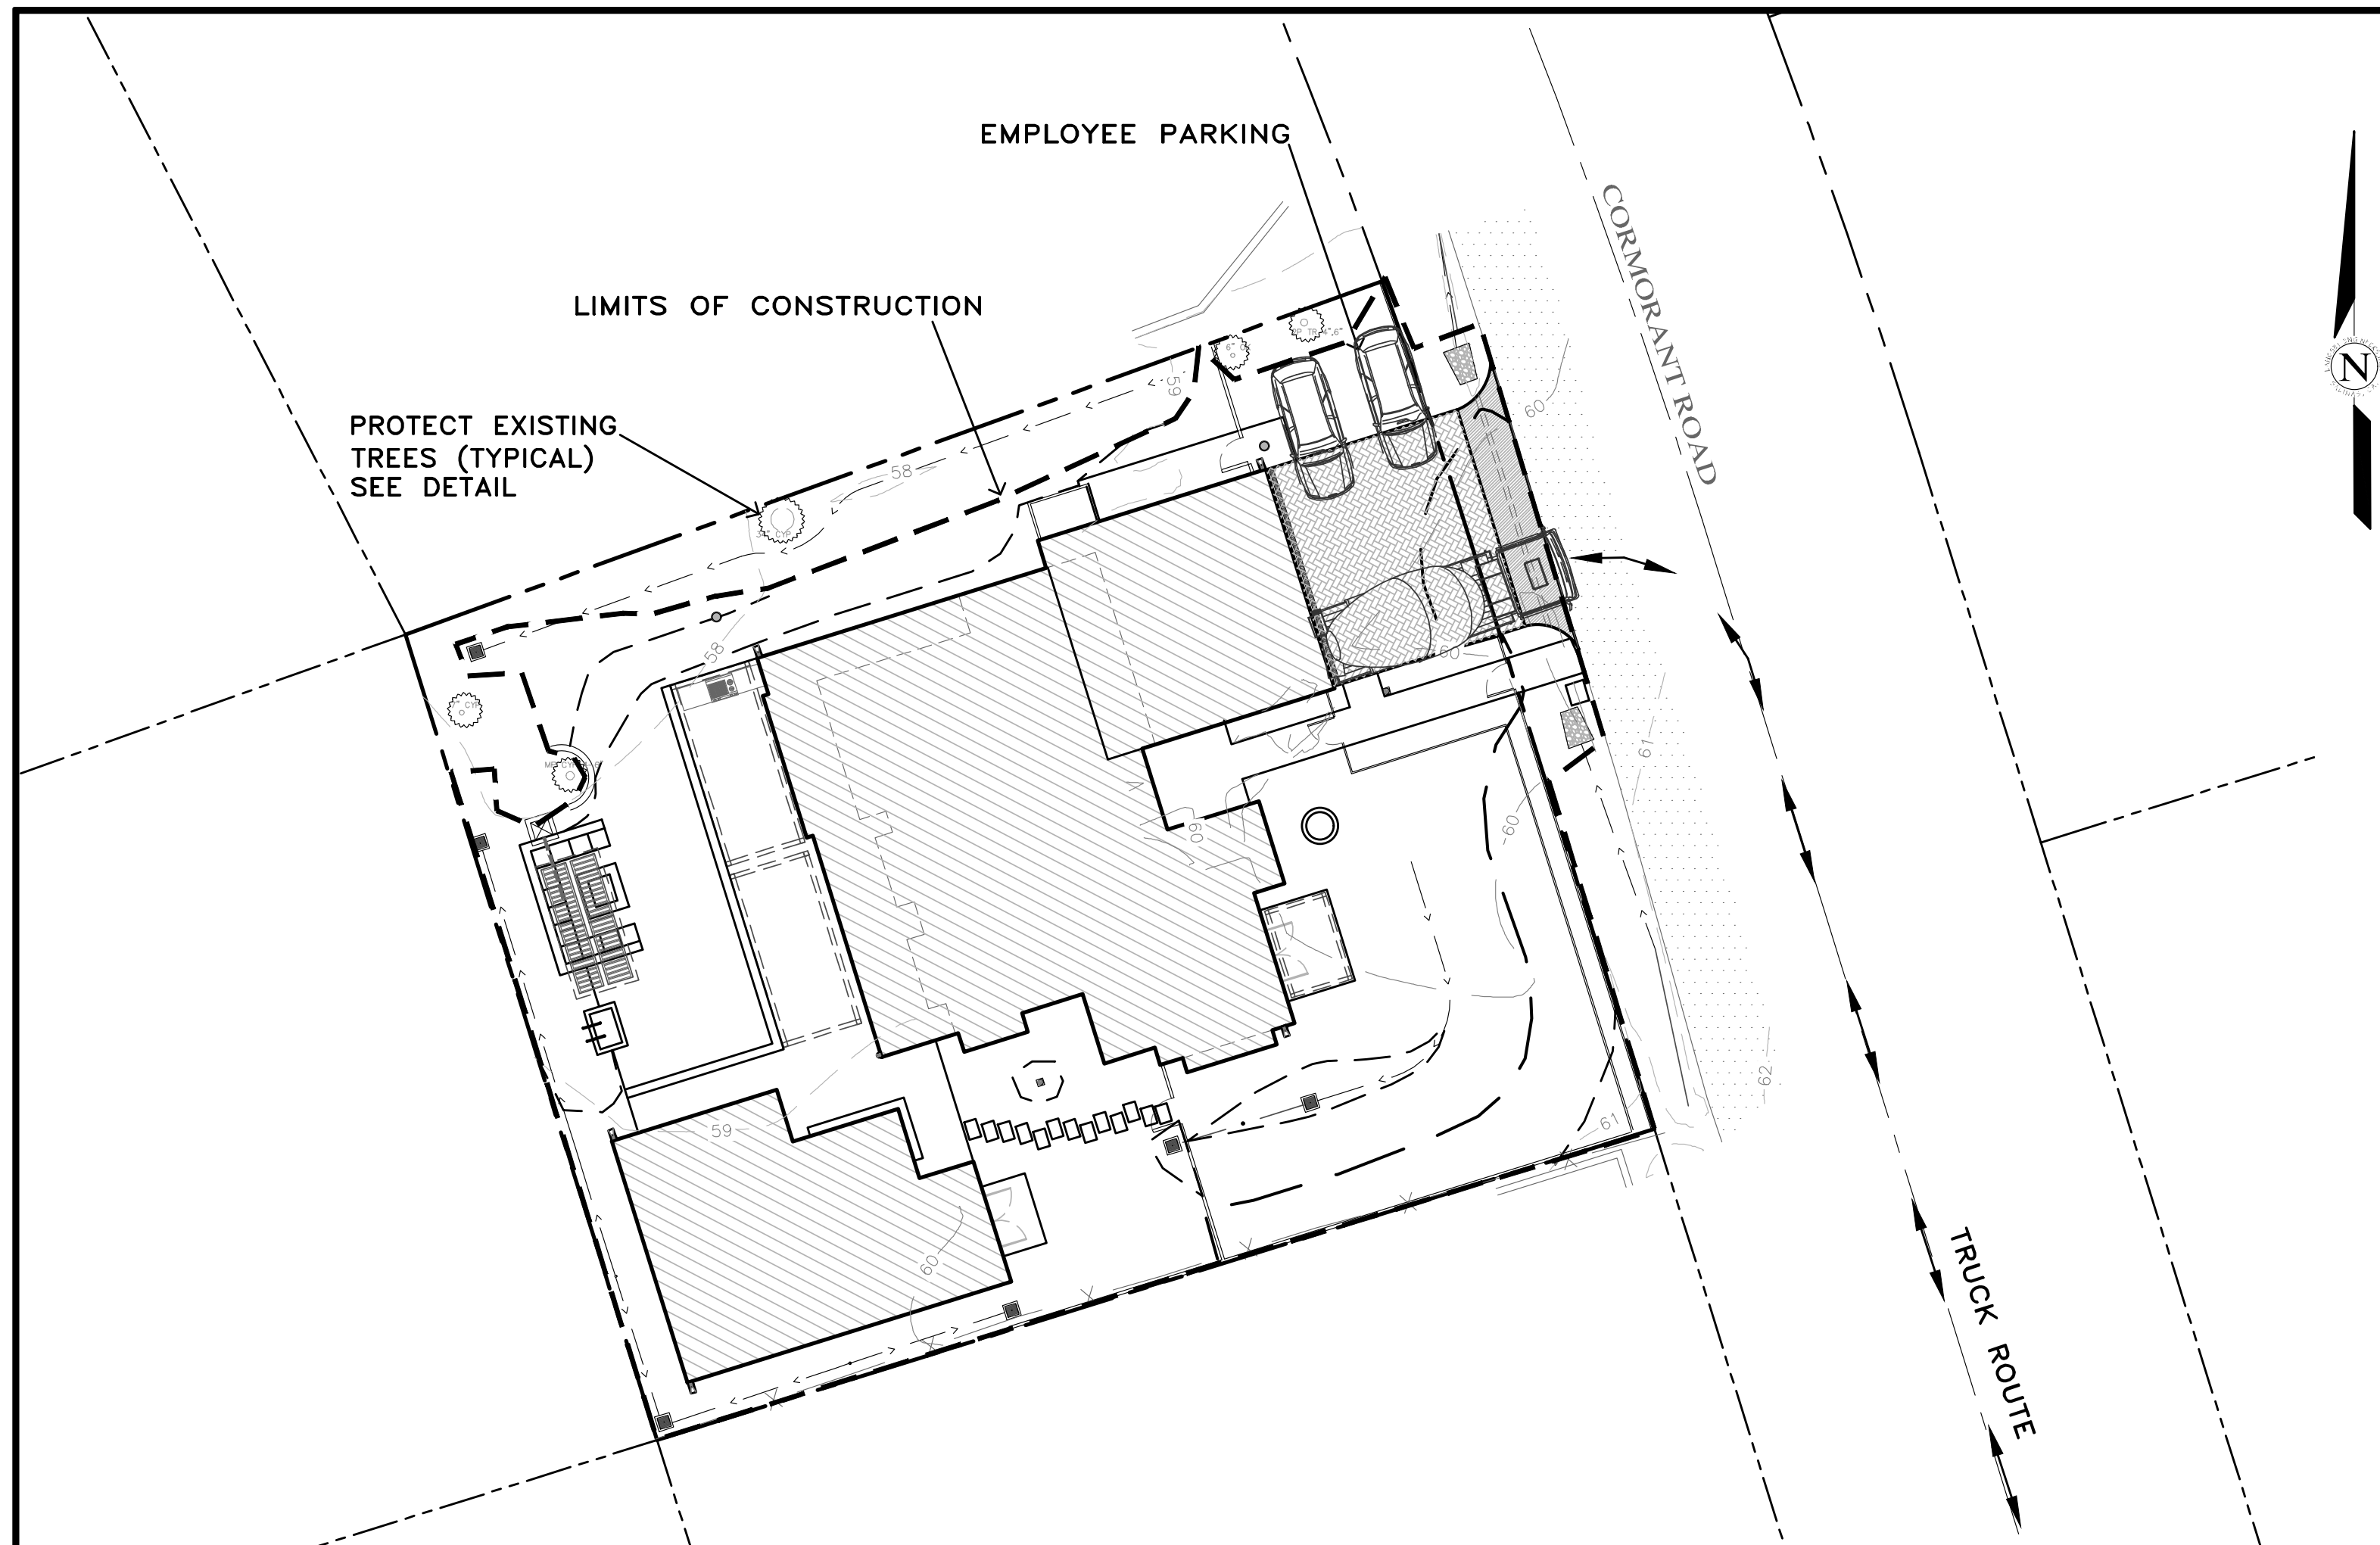 EMPLOYEE PARKING
LIMITS OF CONSTRUCTION
PROTECT EXISTING
TREES (TYPICAL)
SEE DETAIL
CORMORANT ROAD
N
TRUCK ROUTE
59
58
60
58
60
61
60
60
59
60
61
62